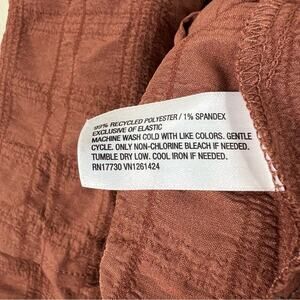 99% RECYCLED POLYESTER / 1% SPANDEX
EXCLUSIVE OF ELASTIC
MACHINE WASH COLD WITH LIKE COLORS. GENTLE
CYCLE. ONLY NON-CHLORINE BLEACH IF NEEDED.
TUMBLE DRY LOW. COOL IRON IF NEEDED.
RN17730 VN1261424